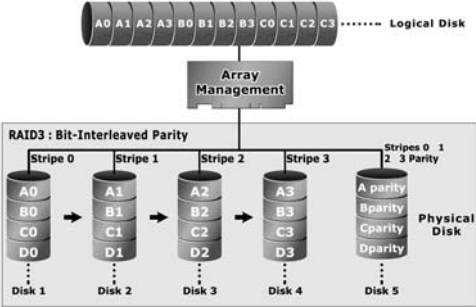 A0 A1 A2 A3 B0 B1 B2 B3 C0 C1 C2 C3 Logical Disk
Array
Management
RAID3 : Bit-Interleaved Parity
Stripe 0 Stripe 1 Stripe 2 Stripe 3 Stripes 0 1
2 3 Parity
A0 A1 A2 A3 A parity
B0 B1 B2 B3 Bparity
C0 C1 C2 C3 Cparity
D0 D1 D2 D3 Dparity
Physical
Disk
Disk 1 Disk 2 Disk 3 Disk 4 Disk 5